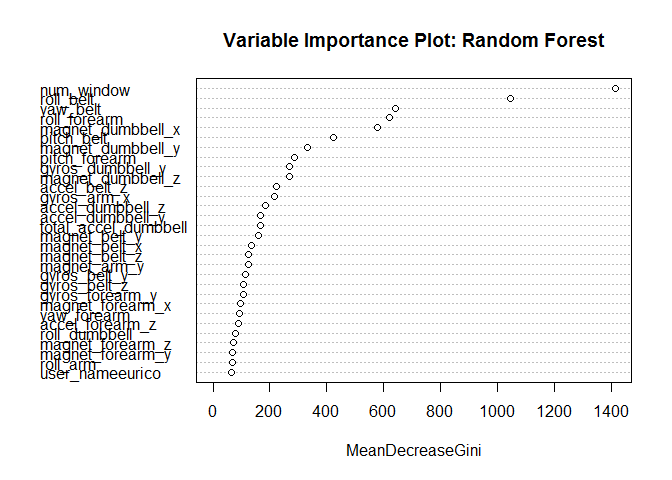 Variable Importance Plot: Random Forest
num_window
roll_belt
yaw_belt
roll_forearm
magnet_dumbbell_x
pitch_belt
magnet_dumbbell_y
pitch_forearm
gyros_dumbbell_y
magnet_dumbbell_z
accel_belt_z
gyros_arm_x
accel_dumbbell_z
accel_dumbbell_y
total_accel_dumbbell
magnet_belt_y
magnet_belt_x
magnet_belt_z
magnet_arm_y
gyros_belt_y
gyros_belt_z
gyros_forearm_y
magnet_forearm_x
yaw_forearm
accel_forearm_z
roll_dumbbell
magnet_forearm_z
magnet_forearm_y
roll_arm
user_nameeurico
0 200 400 600 800 1000 1200 1400
MeanDecreaseGini